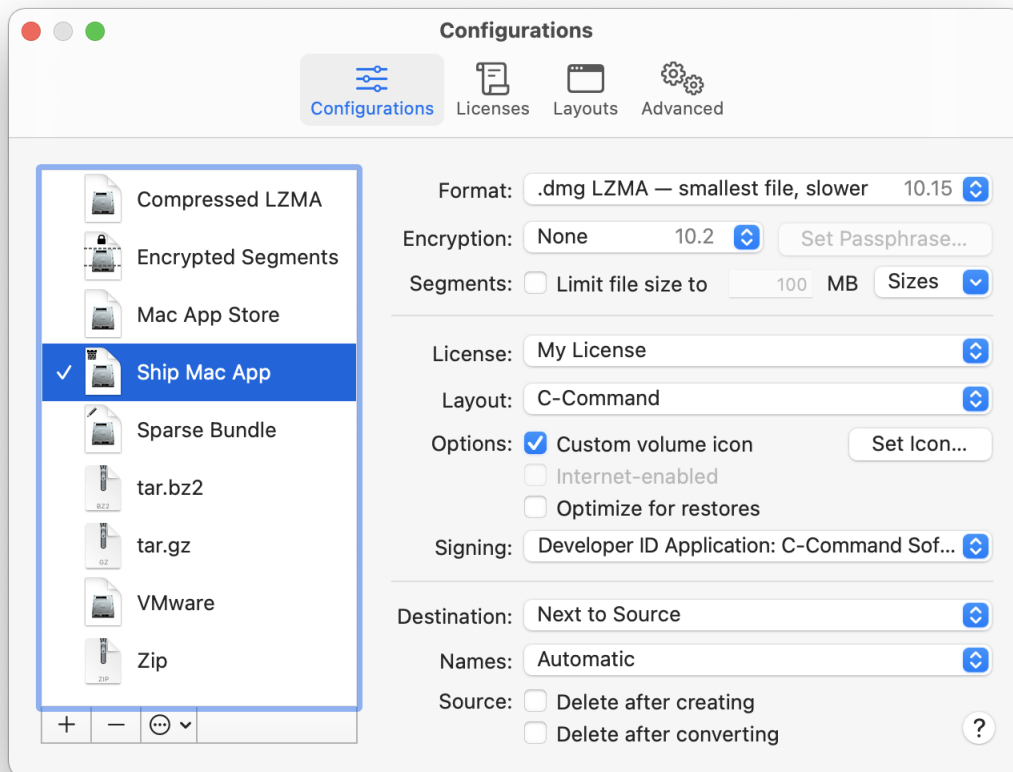 Configurations
Configurations
Licenses
Layouts
Advanced
Compressed LZMA
Encrypted Segments
Mac App Store
Ship Mac App
Sparse Bundle
BZ2
tar.bz2
GZ
tar.gz
VMware
ZIP
Zip
Format: .dmg LZMA — smallest file, slower 10.15
Encryption: None 10.2 Set Passphrase...
Segments: Limit file size to 100 MB Sizes
License: My License
Layout: C-Command
Options: Custom volume icon Set Icon...
Internet-enabled
Optimize for restores
Signing: Developer ID Application: C-Command Sof...
Destination: Next to Source
Names: Automatic
Source: Delete after creating
Delete after converting
?